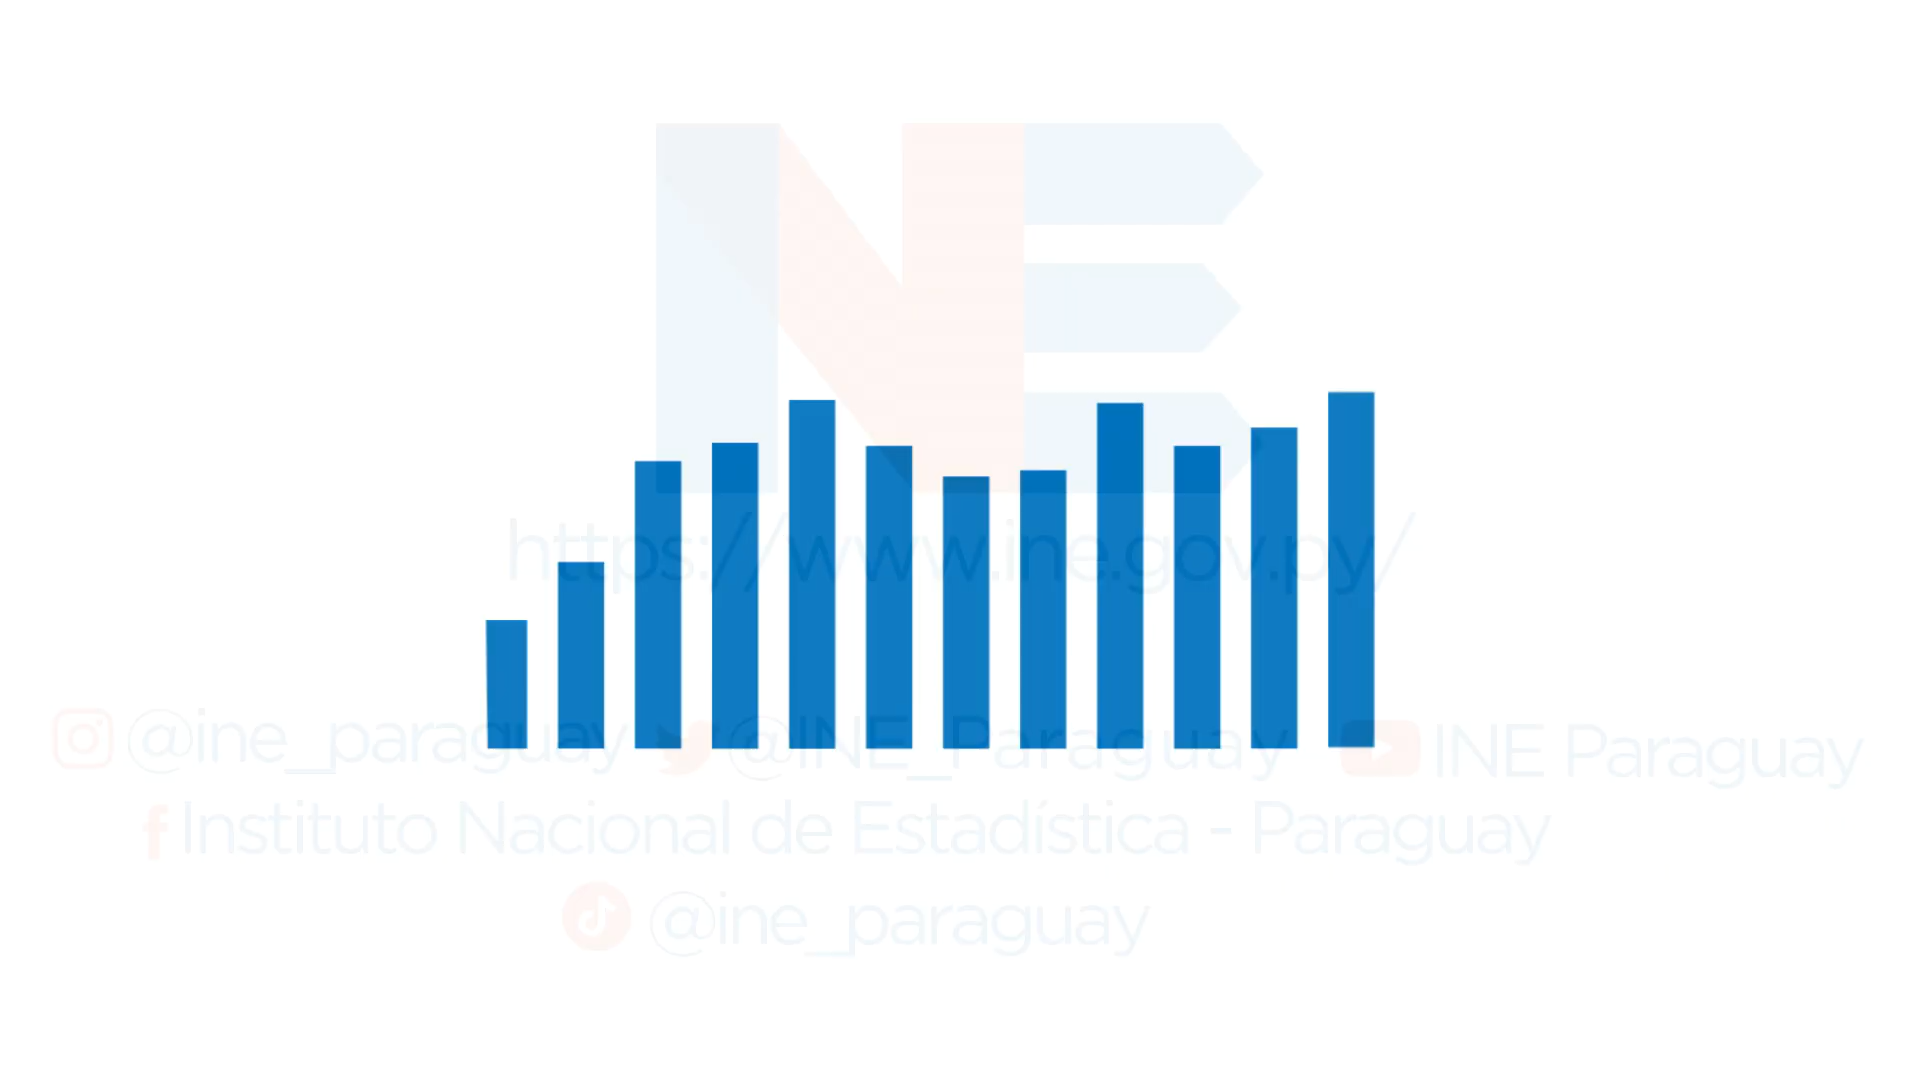 INE
https://www.ine.gov.py/
@ine_paraguay @INE_Paraguay INE Paraguay
Instituto Nacional de Estadística - Paraguay
@ine_paraguay